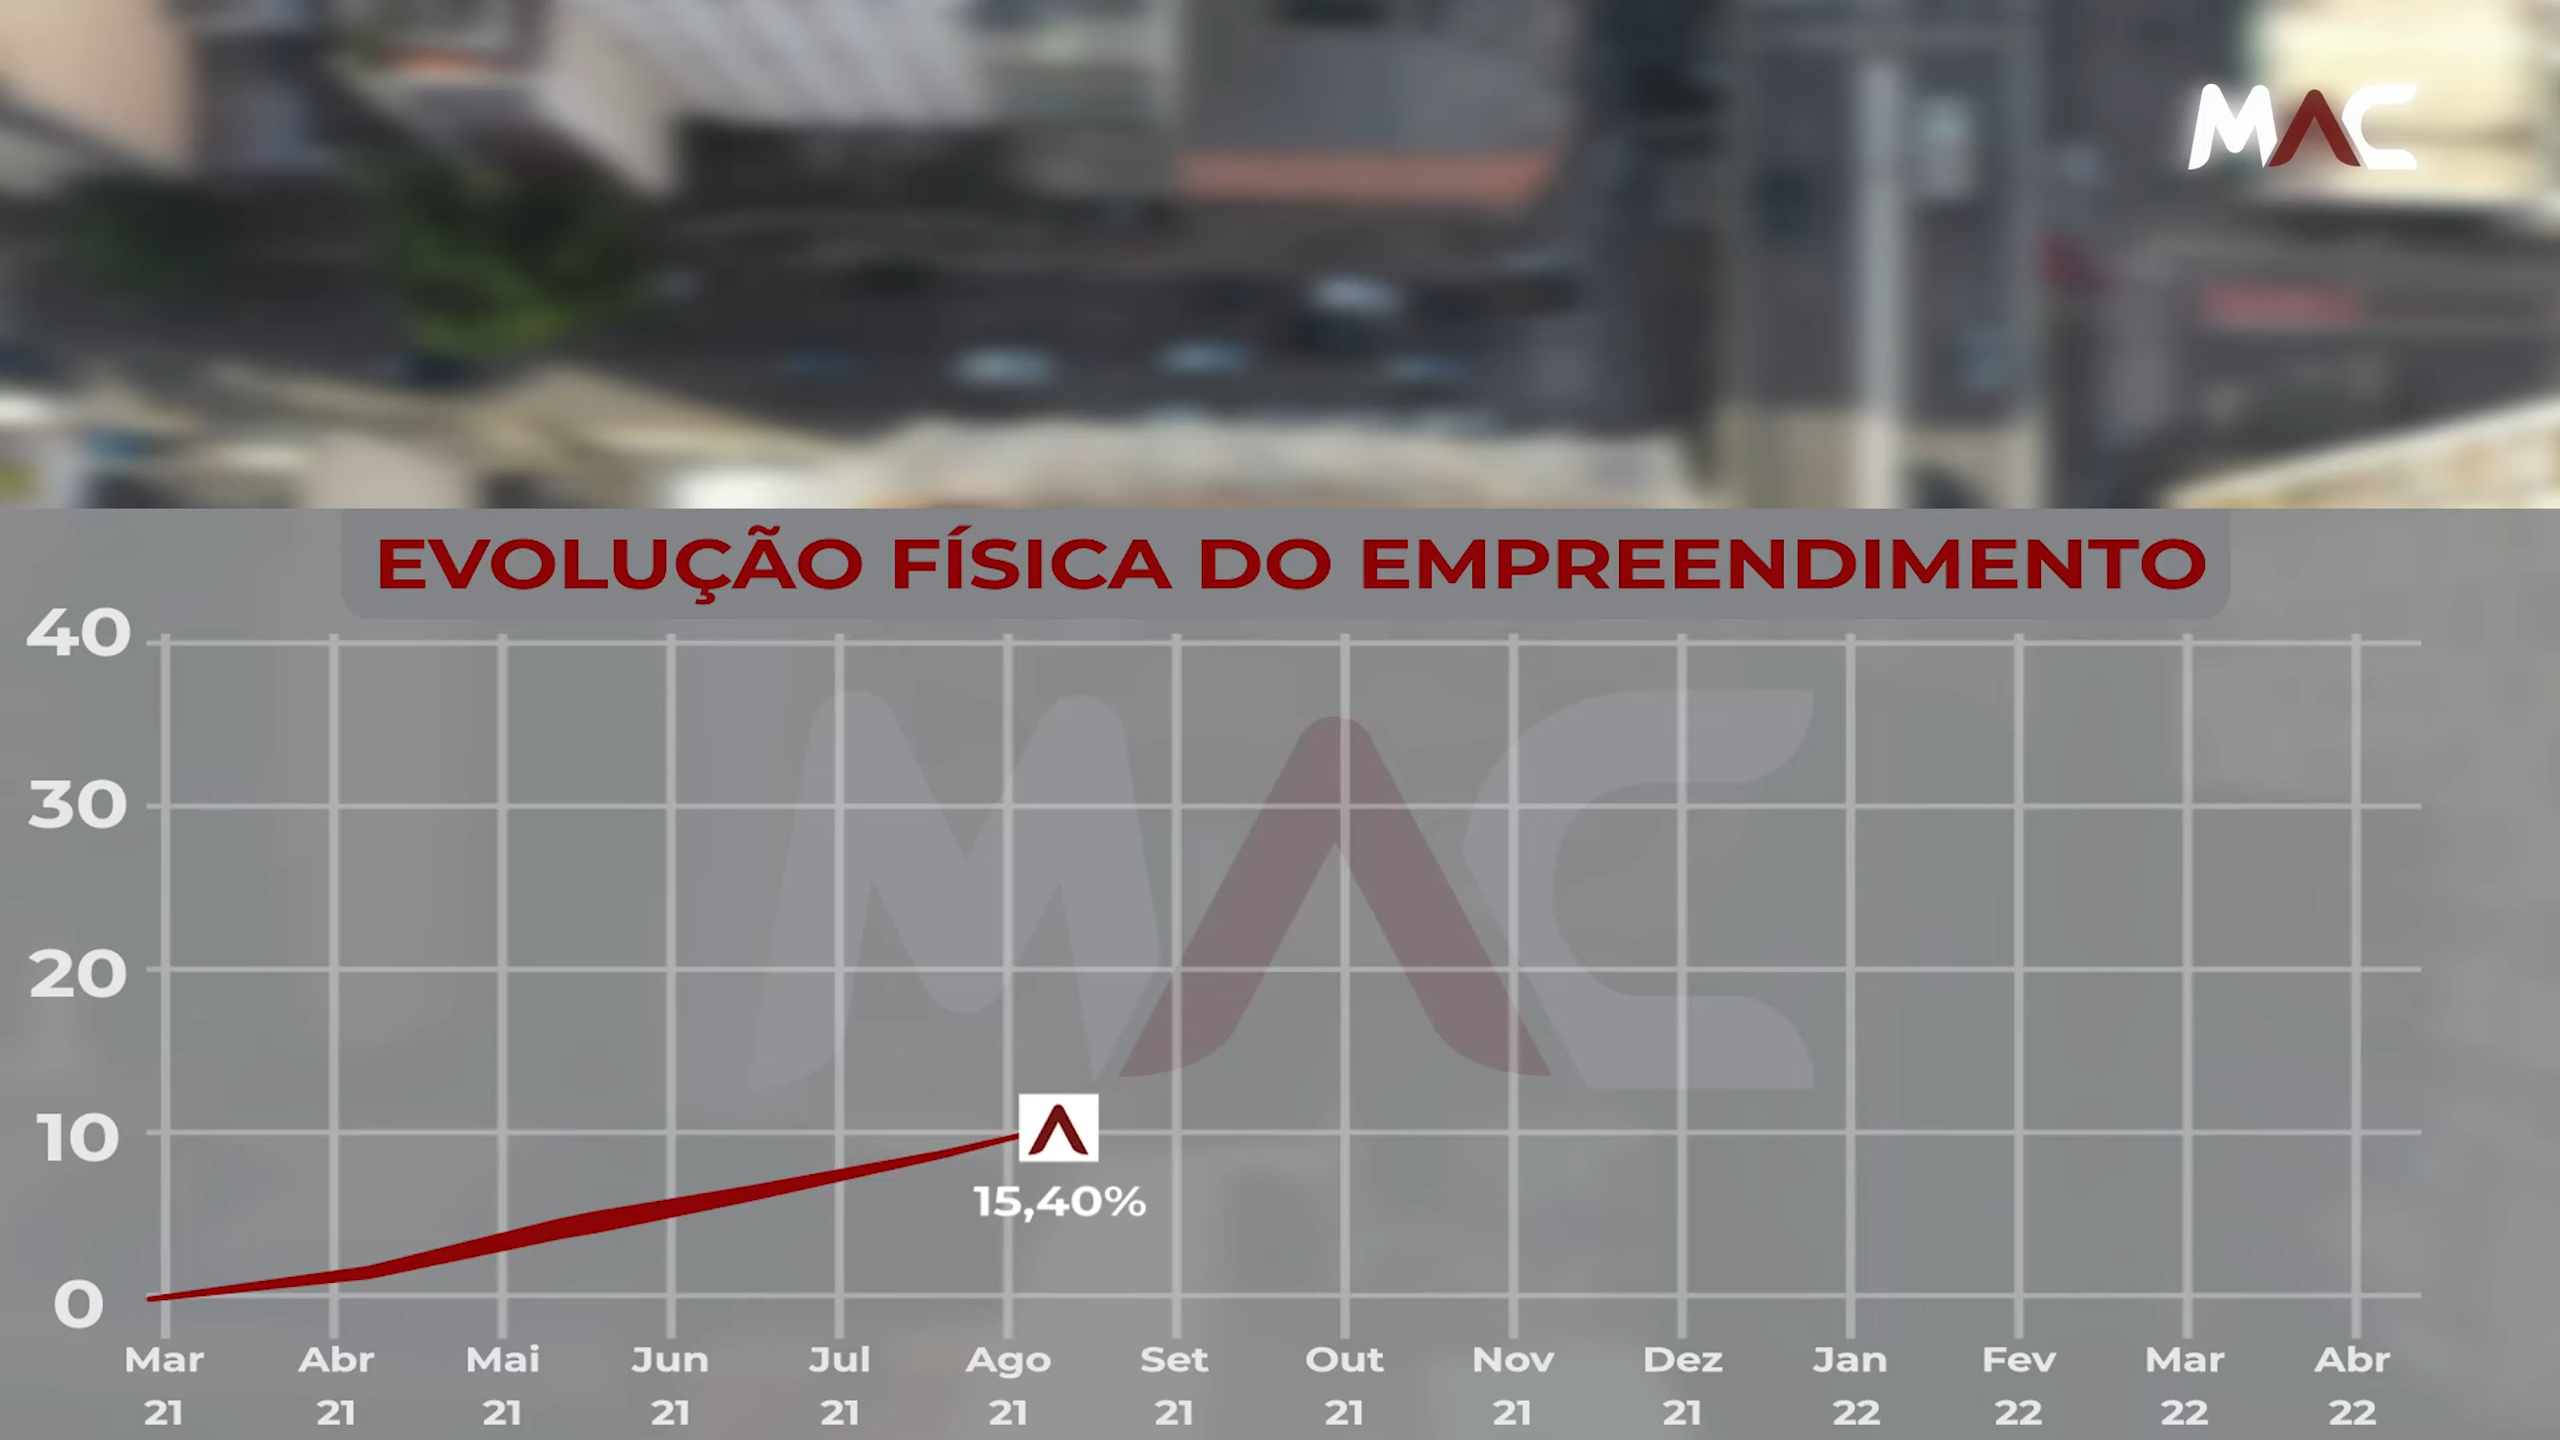 MAC
EVOLUÇÃO FÍSICA DO EMPREENDIMENTO
40
30
20
10
0
MAC
15,40%
Mar Abr Mai Jun Jul Ago Set Out Nov Dez Jan Fev Mar Abr
21 21 21 21 21 21 21 21 21 21 22 22 22 22